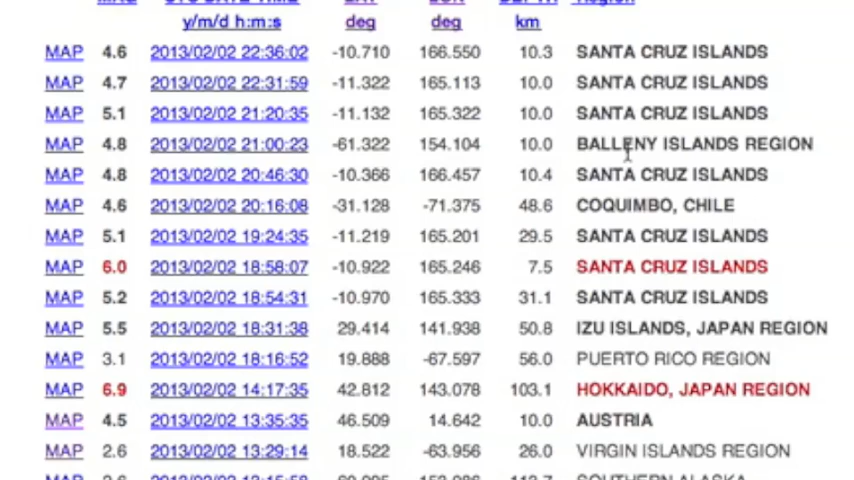 y/m/d h:m:s deg deg km
MAP 4.6 2013/02/02 22:36:02 -10.710 166.550 10.3 SANTA CRUZ ISLANDS
MAP 4.7 2013/02/02 22:31:59 -11.322 165.113 10.0 SANTA CRUZ ISLANDS
MAP 5.1 2013/02/02 21:20:35 -11.132 165.322 10.0 SANTA CRUZ ISLANDS
MAP 4.8 2013/02/02 21:00:23 -61.322 154.104 10.0 BALLENY ISLANDS REGION
MAP 4.8 2013/02/02 20:46:30 -10.366 166.457 10.4 SANTA CRUZ ISLANDS
MAP 4.6 2013/02/02 20:16:08 -31.128 -71.375 48.6 COQUIMBO, CHILE
MAP 5.1 2013/02/02 19:24:35 -11.219 165.201 29.5 SANTA CRUZ ISLANDS
MAP 6.0 2013/02/02 18:58:07 -10.922 165.246 7.5 SANTA CRUZ ISLANDS
MAP 5.2 2013/02/02 18:54:31 -10.970 165.333 31.1 SANTA CRUZ ISLANDS
MAP 5.5 2013/02/02 18:31:38 29.414 141.938 50.8 IZU ISLANDS, JAPAN REGION
MAP 3.1 2013/02/02 18:16:52 19.888 -67.597 56.0 PUERTO RICO REGION
MAP 6.9 2013/02/02 14:17:35 42.812 143.078 103.1 HOKKAIDO, JAPAN REGION
MAP 4.5 2013/02/02 13:35:35 46.509 14.642 10.0 AUSTRIA
MAP 2.6 2013/02/02 13:29:14 18.522 -63.956 26.0 VIRGIN ISLANDS REGION